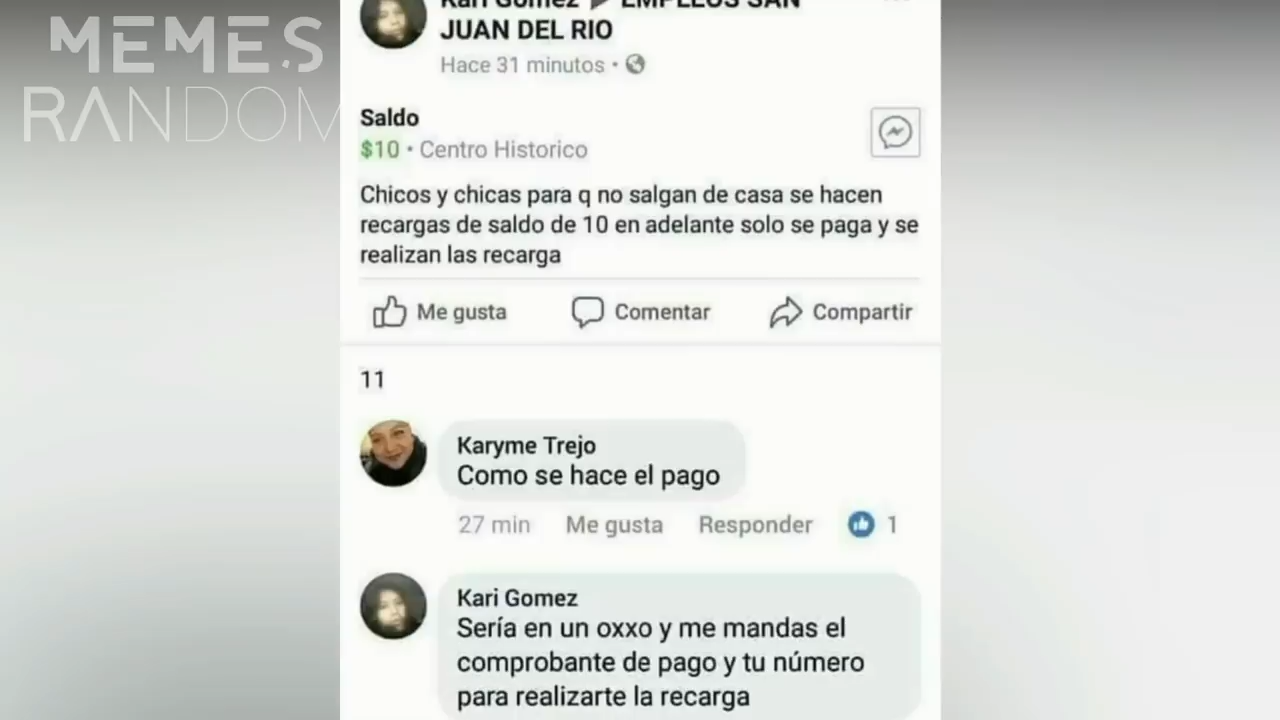 MEMES
RANDOM
Kari Gomez ▶ EMPLEOS SAN
JUAN DEL RIO
Hace 31 minutos •
Saldo
$10 • Centro Historico
Chicos y chicas para q no salgan de casa se hacen
recargas de saldo de 10 en adelante solo se paga y se
realizan las recarga
Me gusta Comentar Compartir
11
Karyme Trejo
Como se hace el pago
27 min Me gusta Responder 1
Kari Gomez
Sería en un oxxo y me mandas el
comprobante de pago y tu número
para realizarte la recarga